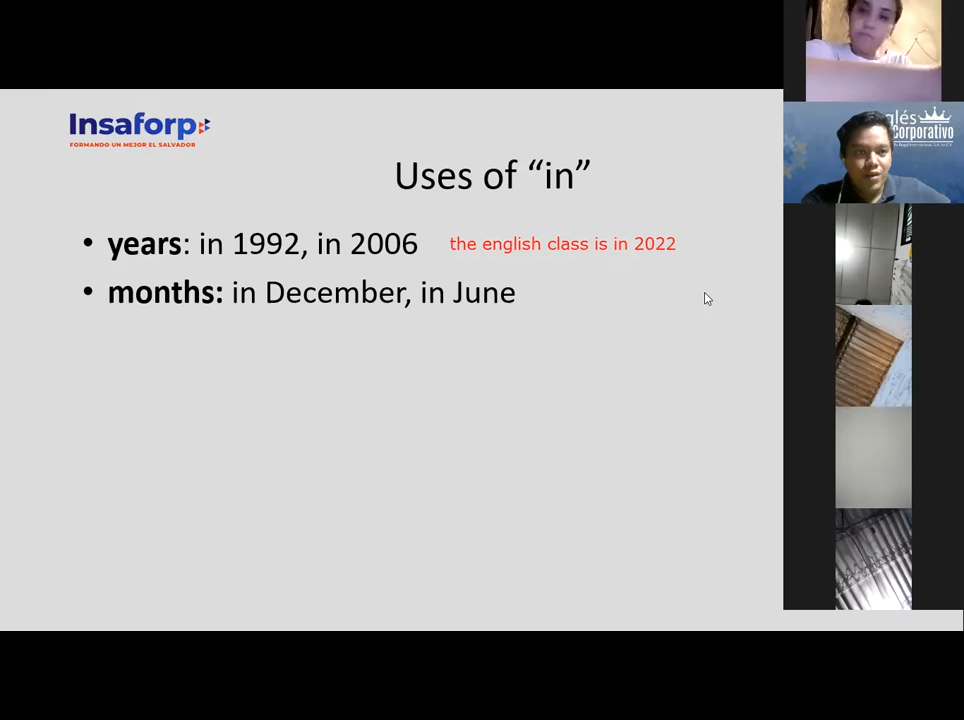 Insaforp
FORMANDO UN MEJOR EL SALVADOR
Uses of “in”
• years: in 1992, in 2006
the english class is in 2022
• months: in December, in June
glés
Corporativo